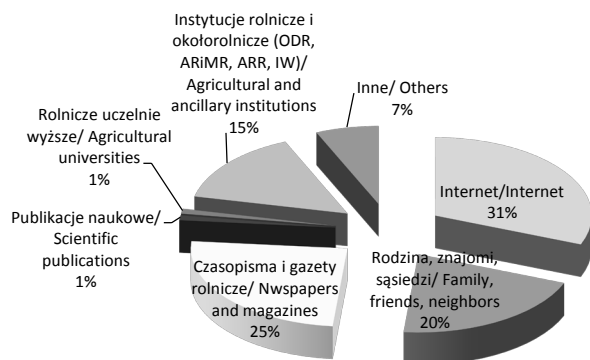 Instytucje rolnicze i
okołorolnicze (ODR,
ARiMR, ARR, IW)/
Agricultural and
ancillary institutions
15%
Inne/ Others
7%
Rolnicze uczelnie
wyższe/ Agricultural
universities
1%
Internet/Internet
31%
Publikacje naukowe/
Scientific
publications
1%
Rodzina, znajomi,
sąsiedzi/ Family,
friends, neighbors
20%
Czasopisma i gazety
rolnicze/ Nwspapers
and magazines
25%